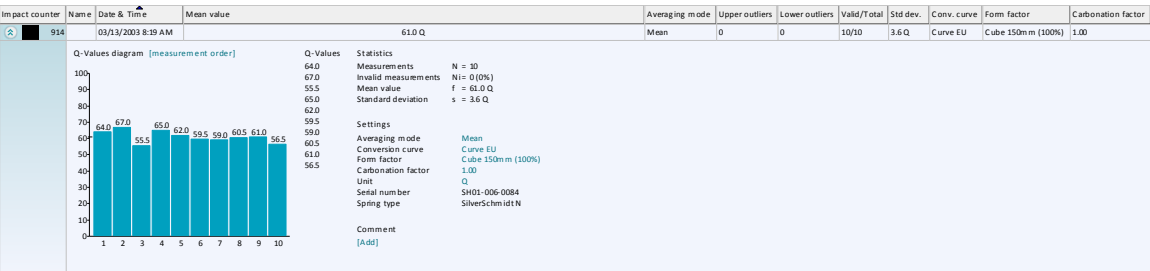 Impact counter Name Date & Time Mean value Averaging mode Upper outliers Lower outliers Valid/Total Std dev. Conv. curve Form factor Carbonation factor
914 03/13/2003 8:19 AM 61.0 Q Mean 0 0 10/10 3.6 Q Curve EU Cube 150mm (100%) 1.00
Q-Values diagram [measurement order]
100
90
80
70
60
50
40
30
20
10
0
64.0 67.0 55.5 65.0 62.0 59.5 59.0 60.5 61.0 56.5
1 2 3 4 5 6 7 8 9 10
Q-Values
64.0
67.0
55.5
65.0
62.0
59.5
59.0
60.5
61.0
56.5
Statistics
Measurements N = 10
Invalid measurements Ni = 0 (0%)
Mean value f = 61.0 Q
Standard deviation s = 3.6 Q
Settings
Averaging mode Mean
Conversion curve Curve EU
Form factor Cube 150mm (100%)
Carbonation factor 1.00
Unit Q
Serial number SH01-006-0084
Spring type SilverSchmidt N
Comment
[Add]